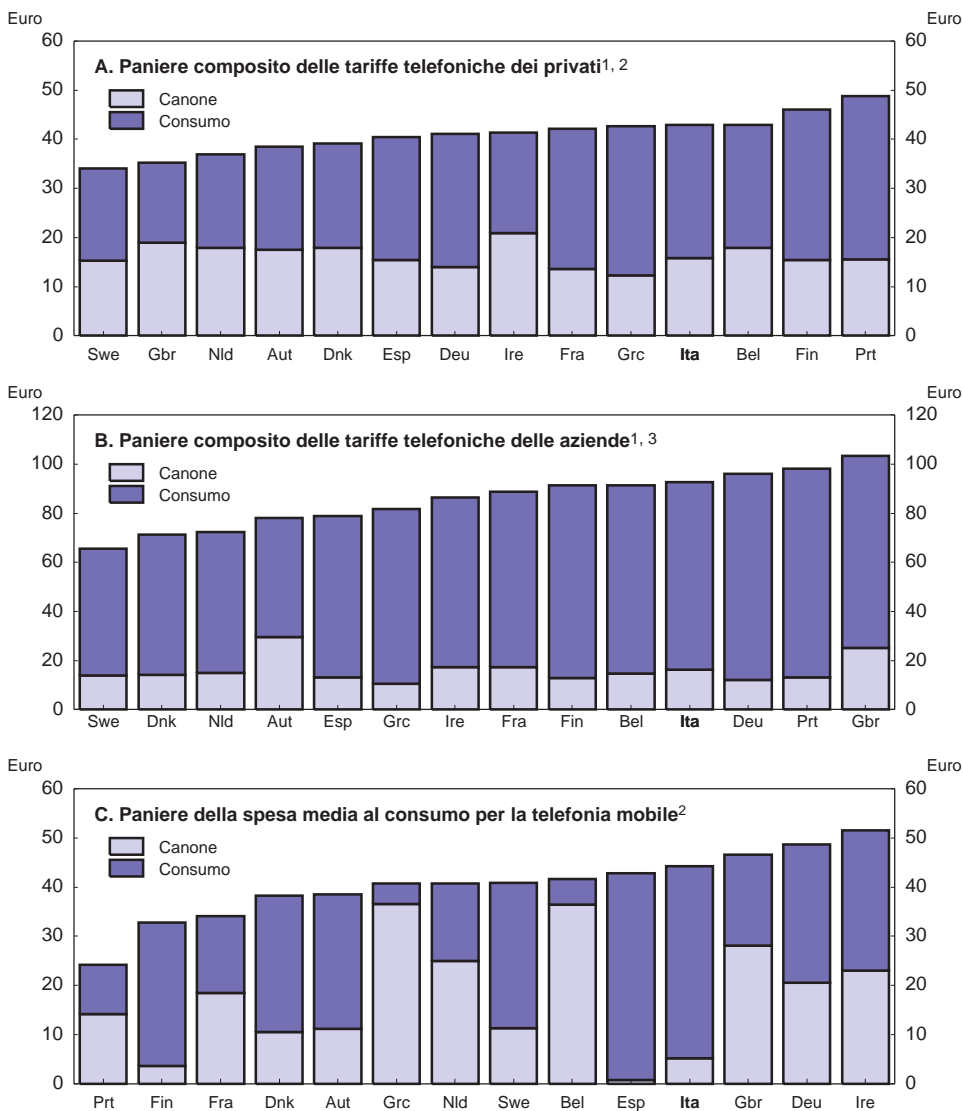 Euro Euro
60 60
A. Paniere composito delle tariffe telefoniche dei privati1, 2
50 50
Canone
Consumo
40 40
30 30
20 20
10 10
0 0
Swe Gbr Nld Aut Dnk Esp Deu Ire Fra Grc Ita Bel Fin Prt
Euro Euro
120 120
B. Paniere composito delle tariffe telefoniche delle aziende1, 3
100 100
Canone
Consumo
80 80
60 60
40 40
20 20
0 0
Swe Dnk Nld Aut Esp Grc Ire Fra Fin Bel Ita Deu Prt Gbr
Euro Euro
60 60
C. Paniere della spesa media al consumo per la telefonia mobile2
50 50
Canone
Consumo
40 40
30 30
20 20
10 10
0 0
Prt Fin Fra Dnk Aut Grc Nld Swe Bel Esp Ita Gbr Deu Ire